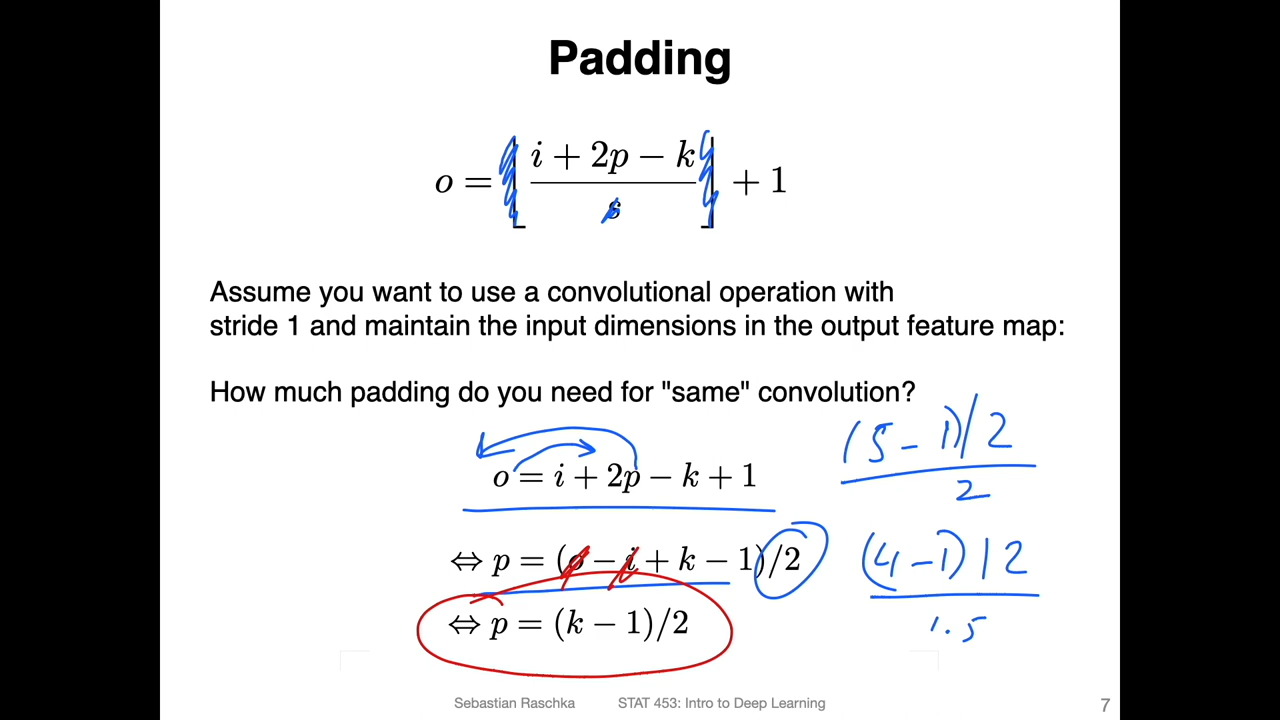 Padding
o = ⌊(i + 2p − k)/s⌋ + 1
Assume you want to use a convolutional operation with
stride 1 and maintain the input dimensions in the output feature map:
How much padding do you need for "same" convolution?
(5 - 1)/2
2
o = i + 2p − k + 1
⇔ p = (o − i + k − 1)/2
(4 - 1)/2
1.5
⇔ p = (k − 1)/2
Sebastian Raschka STAT 453: Intro to Deep Learning 7